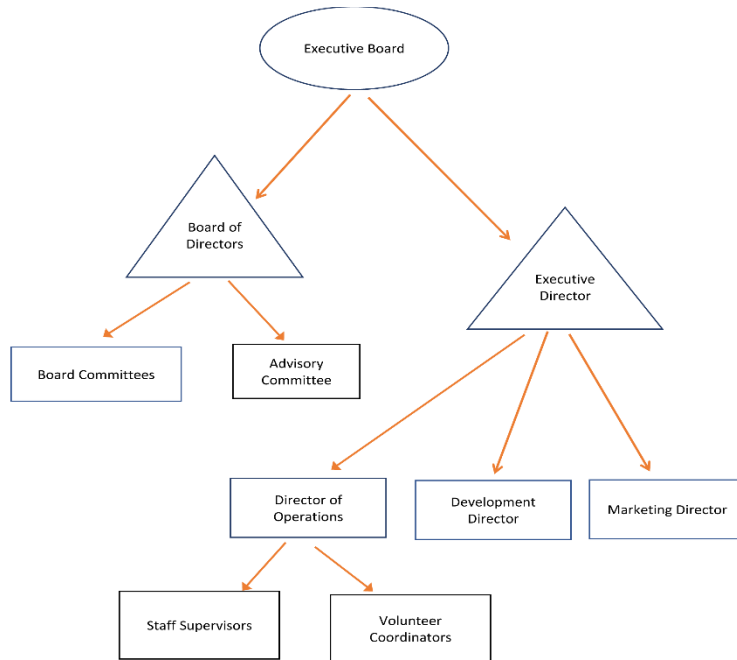 Executive Board
Board of
Directors
Executive
Director
Board Committees
Advisory
Committee
Director of
Operations
Development
Director
Marketing Director
Staff Supervisors
Volunteer
Coordinators